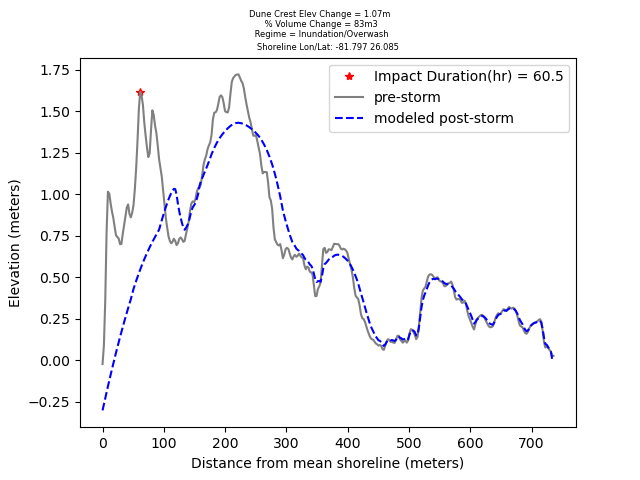 Dune Crest Elev Change = 1.07m
% Volume Change = 83m3
Regime = Inundation/Overwash
Shoreline Lon/Lat: -81.797 26.085
Impact Duration(hr) = 60.5
pre-storm
modeled post-storm
1.75
1.50
1.25
1.00
0.75
0.50
0.25
0.00
−0.25
Elevation (meters)
0 100 200 300 400 500 600 700
Distance from mean shoreline (meters)